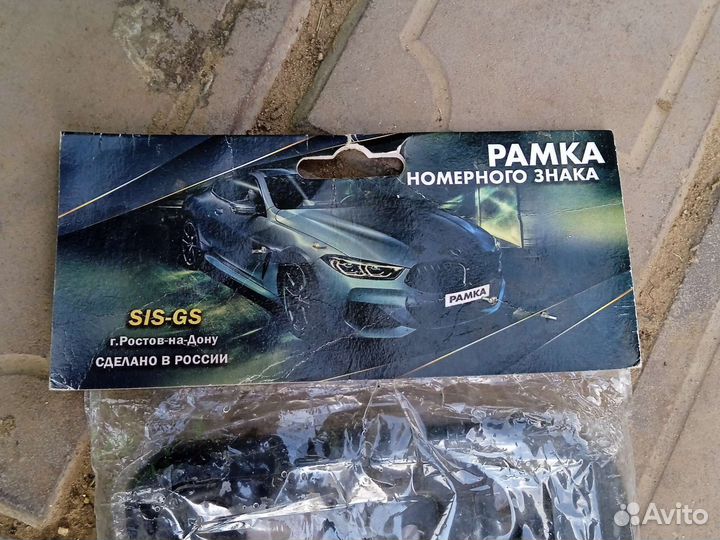 РАМКА
НОМЕРНОГО ЗНАКА
РАМКА
SIS-GS
г.Ростов-на-Дону
СДЕЛАНО В РОССИИ
Avito